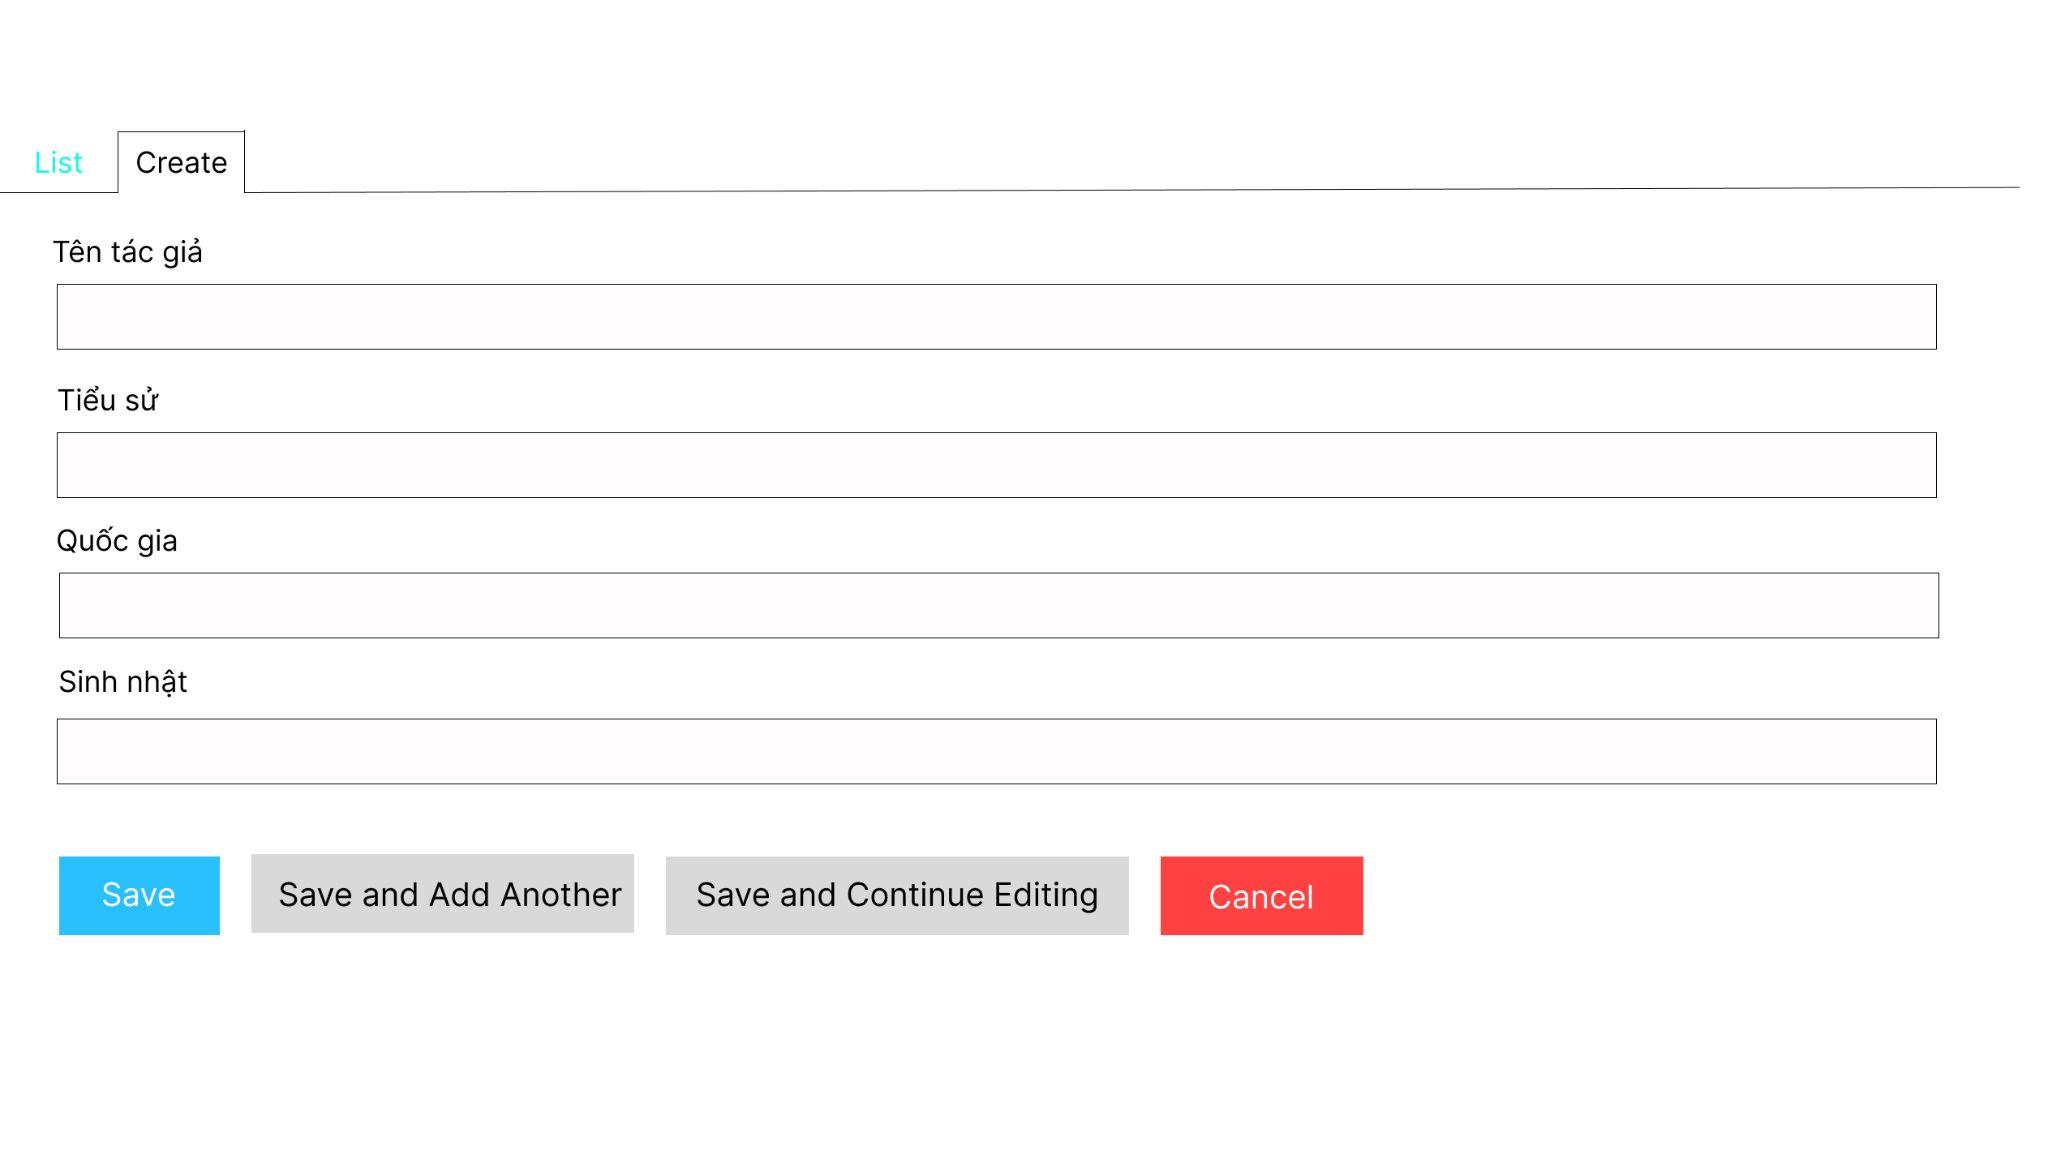 List Create
Tên tác giả
Tiểu sử
Quốc gia
Sinh nhật
Save Save and Add Another Save and Continue Editing Cancel